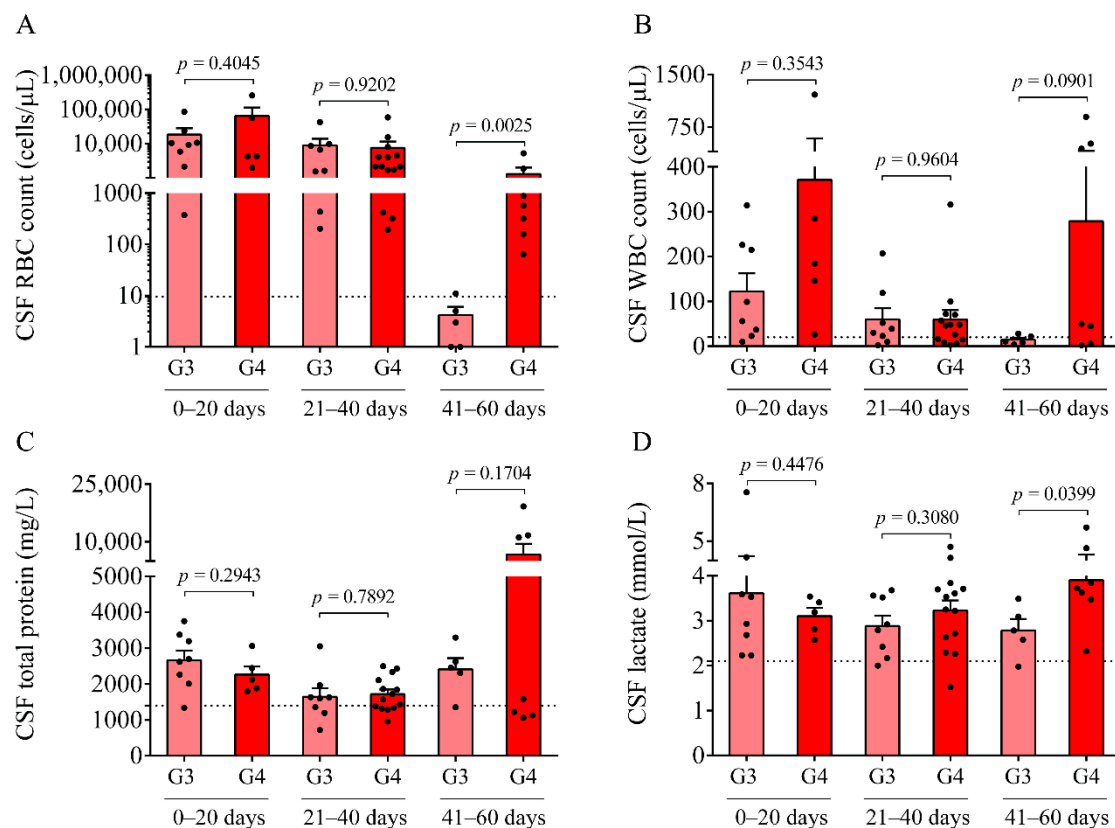 A
CSF RBC count (cells/μL)
1,000,000
100,000
10,000
1000
100
10
1
p = 0.4045
p = 0.9202
p = 0.0025
G3 G4 G3 G4 G3 G4
0–20 days 21–40 days 41–60 days
B
CSF WBC count (cells/μL)
1500
750
400
300
200
100
0
p = 0.3543
p = 0.9604
p = 0.0901
G3 G4 G3 G4 G3 G4
0–20 days 21–40 days 41–60 days
C
CSF total protein (mg/L)
25,000
10,000
5000
4000
3000
2000
1000
0
p = 0.2943
p = 0.7892
p = 0.1704
G3 G4 G3 G4 G3 G4
0–20 days 21–40 days 41–60 days
D
CSF lactate (mmol/L)
8
5
4
3
2
1
0
p = 0.4476
p = 0.3080
p = 0.0399
G3 G4 G3 G4 G3 G4
0–20 days 21–40 days 41–60 days